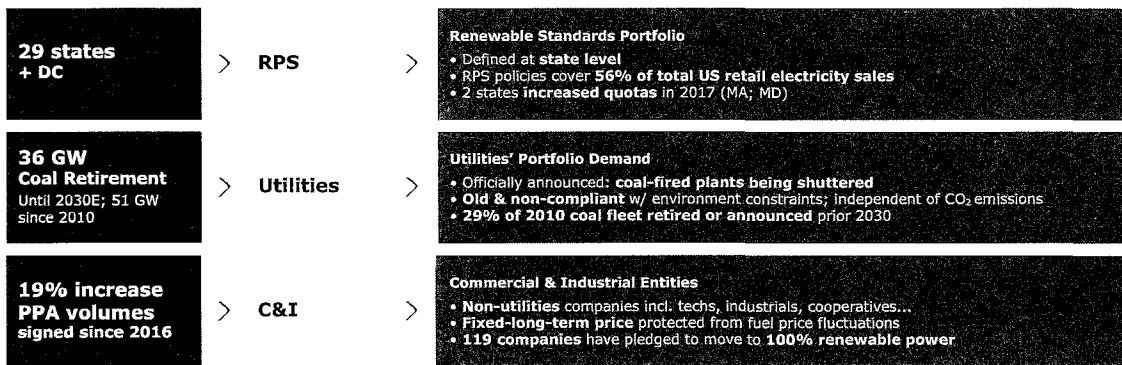 29 states
+ DC
>
RPS
>
Renewable Standards Portfolio
• Defined at state level
• RPS policies cover 56% of total US retail electricity sales
• 2 states increased quotas in 2017 (MA; MD)
36 GW
Coal Retirement
Until 2030E; 51 GW
since 2010
>
Utilities
>
Utilities' Portfolio Demand
• Officially announced: coal-fired plants being shuttered
• Old & non-compliant w/ environment constraints; independent of CO₂ emissions
• 29% of 2010 coal fleet retired or announced prior 2030
19% increase
PPA volumes
signed since 2016
>
C&I
>
Commercial & Industrial Entities
• Non-utilities companies incl. techs, industrials, cooperatives...
• Fixed-long-term price protected from fuel price fluctuations
• 119 companies have pledged to move to 100% renewable power